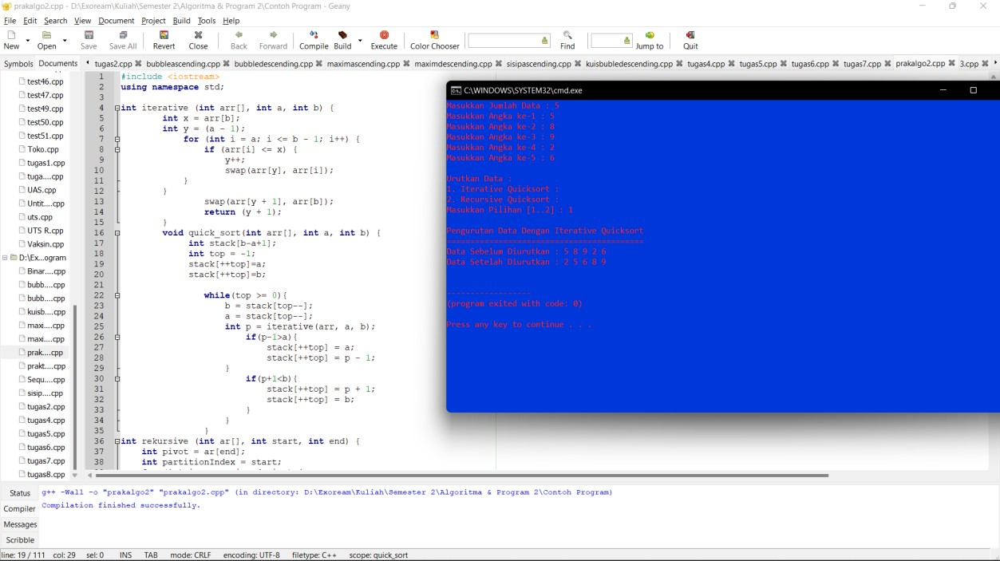 prakalgo2.cpp - D:\Exoream\Kuliah\Semester 2\Algoritma & Program 2\Contoh Program - Geany
File Edit Search View Document Project Build Tools Help
New Open Save Save All Revert Close Back Forward Compile Build Execute Color Chooser Find Jump to Quit
Symbols Documents tugas2.cpp bubbleascending.cpp bubbledescending.cpp maximascending.cpp maximdescending.cpp sisipascending.cpp kuisbubledescending.cpp tugas4.cpp tugas5.cpp tugas6.cpp tugas7.cpp prakalgo2.cpp 3.cpp
test46.cpp
test47.cpp
test49.cpp
test50.cpp
test51.cpp
Toko.cpp
tugas1.cpp
tuga....cpp
UAS.cpp
Untit....cpp
uts.cpp
UTS R.cpp
Vaksin.cpp
D:\Ex...ogram
Binar....cpp
bubb....cpp
bubb....cpp
kuisb....cpp
maxi....cpp
maxi....cpp
prak....cpp
prakt....cpp
Sequ....cpp
sisip....cpp
tugas2.cpp
tugas4.cpp
tugas5.cpp
tugas6.cpp
tugas7.cpp
tugas8.cpp
1 #include <iostream>
2 using namespace std;
3
4 int iterative (int arr[], int a, int b) {
5 int x = arr[b];
6 int y = (a - 1);
7 for (int i = a; i <= b - 1; i++) {
8 if (arr[i] <= x) {
9 y++;
10 swap(arr[y], arr[i]);
11 }
12 }
13 swap(arr[y + 1], arr[b]);
14 return (y + 1);
15 }
16 void quick_sort(int arr[], int a, int b) {
17 int stack[b-a+1];
18 int top = -1;
19 stack[++top]=a;
20 stack[++top]=b;
21
22 while(top >= 0){
23 b = stack[top--];
24 a = stack[top--];
25 int p = iterative(arr, a, b);
26 if(p-1>a){
27 stack[++top] = a;
28 stack[++top] = p - 1;
29 }
30 if(p+1<b){
31 stack[++top] = p + 1;
32 stack[++top] = b;
33 }
34 }
35 }
36 int rekursive (int ar[], int start, int end) {
37 int pivot = ar[end];
38 int partitionIndex = start;
C:\WINDOWS\SYSTEM32\cmd.exe
Masukkan Jumlah Data : 5
Masukkan Angka ke-1 : 5
Masukkan Angka ke-2 : 8
Masukkan Angka ke-3 : 9
Masukkan Angka ke-4 : 2
Masukkan Angka ke-5 : 6
Urutkan Data :
1. Iterative Quicksort :
2. Recursive Quicksort :
Masukkan Pilihan [1..2] : 1
Pengurutan Data Dengan Iterative Quicksort
==========================================
Data Sebelum Diurutkan : 5 8 9 2 6
Data Setelah Diurutkan : 2 5 6 8 9
------------------
(program exited with code: 0)
Press any key to continue . . .
Status
Compiler
Messages
Scribble
g++ -Wall -o "prakalgo2" "prakalgo2.cpp" (in directory: D:\Exoream\Kuliah\Semester 2\Algoritma & Program 2\Contoh Program)
Compilation finished successfully.
line: 19 / 111 col: 29 sel: 0 INS TAB mode: CRLF encoding: UTF-8 filetype: C++ scope: quick_sort